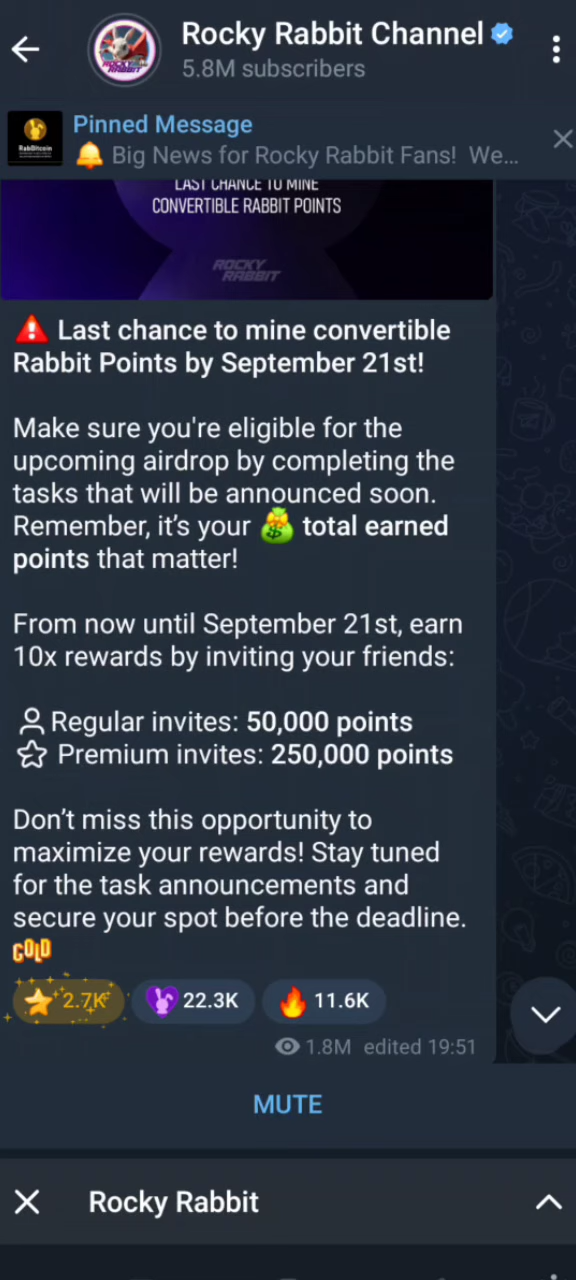 Rocky Rabbit Channel
5.8M subscribers
RabBitcoin
Pinned Message
🔔 Big News for Rocky Rabbit Fans! We...
LAST CHANCE TO MINE
CONVERTIBLE RABBIT POINTS
ROCKY
RABBIT
⚠️ Last chance to mine convertible
Rabbit Points by September 21st!
Make sure you're eligible for the
upcoming airdrop by completing the
tasks that will be announced soon.
Remember, it’s your 💰 total earned
points that matter!
From now until September 21st, earn
10x rewards by inviting your friends:
Regular invites: 50,000 points
Premium invites: 250,000 points
Don’t miss this opportunity to
maximize your rewards! Stay tuned
for the task announcements and
secure your spot before the deadline.
GOLD
⭐ 2.7K 22.3K 🔥 11.6K
1.8M edited 19:51
MUTE
Rocky Rabbit